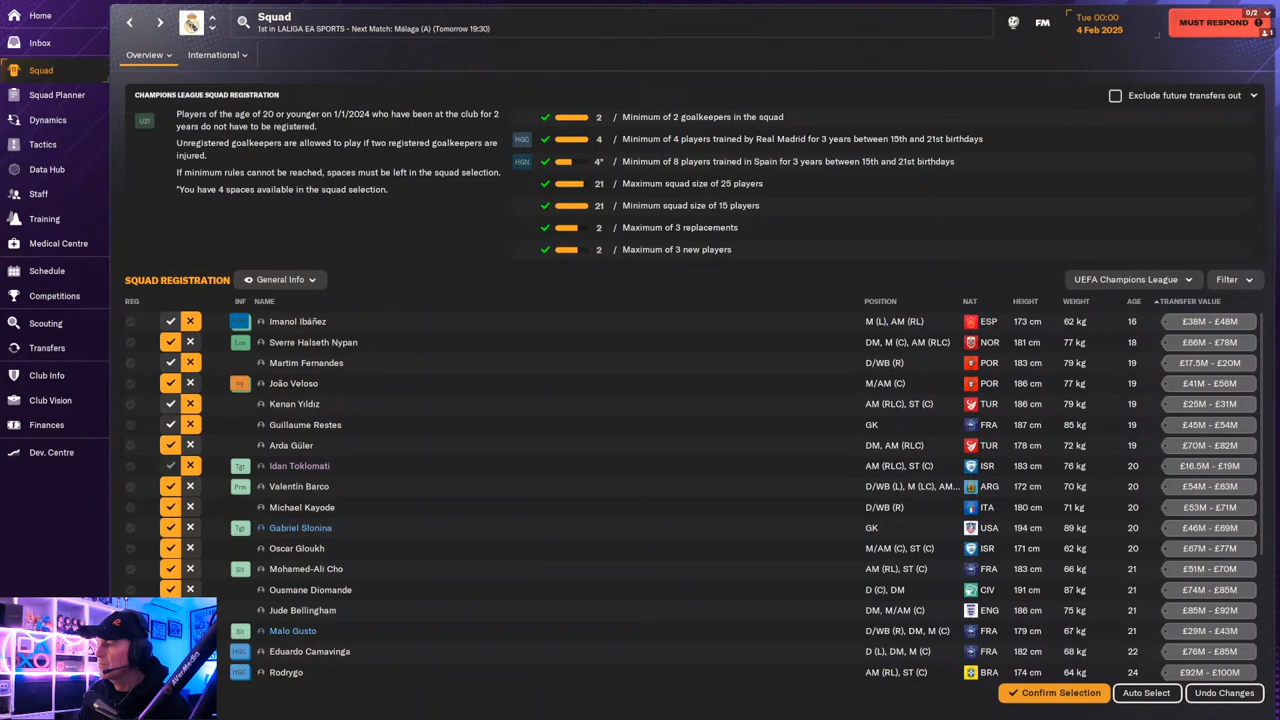 Home
Inbox
Squad
Squad Planner
Dynamics
Tactics
Data Hub
Staff
Training
Medical Centre
Schedule
Competitions
Scouting
Transfers
Club Info
Club Vision
Finances
Dev. Centre
Squad
1st in LALIGA EA SPORTS - Next Match: Málaga (A) (Tomorrow 19:30)
FM
Tue 00:00
4 Feb 2025
0/2
MUST RESPOND
1
Overview
International
CHAMPIONS LEAGUE SQUAD REGISTRATION
Exclude future transfers out
U21
Players of the age of 20 or younger on 1/1/2024 who have been at the club for 2
years do not have to be registered.
Unregistered goalkeepers are allowed to play if two registered goalkeepers are
injured.
If minimum rules cannot be reached, spaces must be left in the squad selection.
*You have 4 spaces available in the squad selection.
2 / Minimum of 2 goalkeepers in the squad
HGC 4 / Minimum of 4 players trained by Real Madrid for 3 years between 15th and 21st birthdays
HGN 4* / Minimum of 8 players trained in Spain for 3 years between 15th and 21st birthdays
21 / Maximum squad size of 25 players
21 / Minimum squad size of 15 players
2 / Maximum of 3 replacements
2 / Maximum of 3 new players
SQUAD REGISTRATION
General Info
UEFA Champions League
Filter
REG INF NAME POSITION NAT HEIGHT WEIGHT AGE TRANSFER VALUE
Imanol Ibáñez M (L), AM (RL) ESP 173 cm 62 kg 16 £38M - £48M
Loa Sverre Halseth Nypan DM, M (C), AM (RLC) NOR 181 cm 77 kg 18 £66M - £78M
Martim Fernandes D/WB (R) POR 183 cm 79 kg 19 £17.5M - £20M
Inj João Veloso M/AM (C) POR 186 cm 77 kg 19 £41M - £56M
Kenan Yıldız AM (RLC), ST (C) TUR 186 cm 79 kg 19 £25M - £31M
Guillaume Restes GK FRA 187 cm 85 kg 19 £45M - £54M
Arda Güler DM, AM (RLC) TUR 178 cm 72 kg 19 £70M - £82M
Tgt Idan Toklomati AM (RLC), ST (C) ISR 183 cm 76 kg 20 £16.5M - £19M
Prm Valentín Barco D/WB (L), M (LC), AM... ARG 172 cm 70 kg 20 £54M - £63M
Michael Kayode D/WB (R) ITA 180 cm 71 kg 20 £53M - £71M
Tgt Gabriel Slonina GK USA 194 cm 89 kg 20 £46M - £69M
Oscar Gloukh M/AM (C), ST (C) ISR 171 cm 62 kg 20 £67M - £77M
Slt Mohamed-Ali Cho AM (RL), ST (C) FRA 183 cm 66 kg 21 £51M - £70M
Ousmane Diomande D (C), DM CIV 191 cm 87 kg 21 £74M - £85M
Jude Bellingham DM, M/AM (C) ENG 186 cm 75 kg 21 £85M - £92M
Slt Malo Gusto D/WB (R), DM, M (C) FRA 179 cm 67 kg 21 £29M - £43M
HGC Eduardo Camavinga D (L), DM, M (C) FRA 182 cm 68 kg 22 £76M - £85M
HGC Rodrygo AM (RL), ST (C) BRA 174 cm 64 kg 24 £92M - £100M
Confirm Selection
Auto Select
Undo Changes
AVerMedia